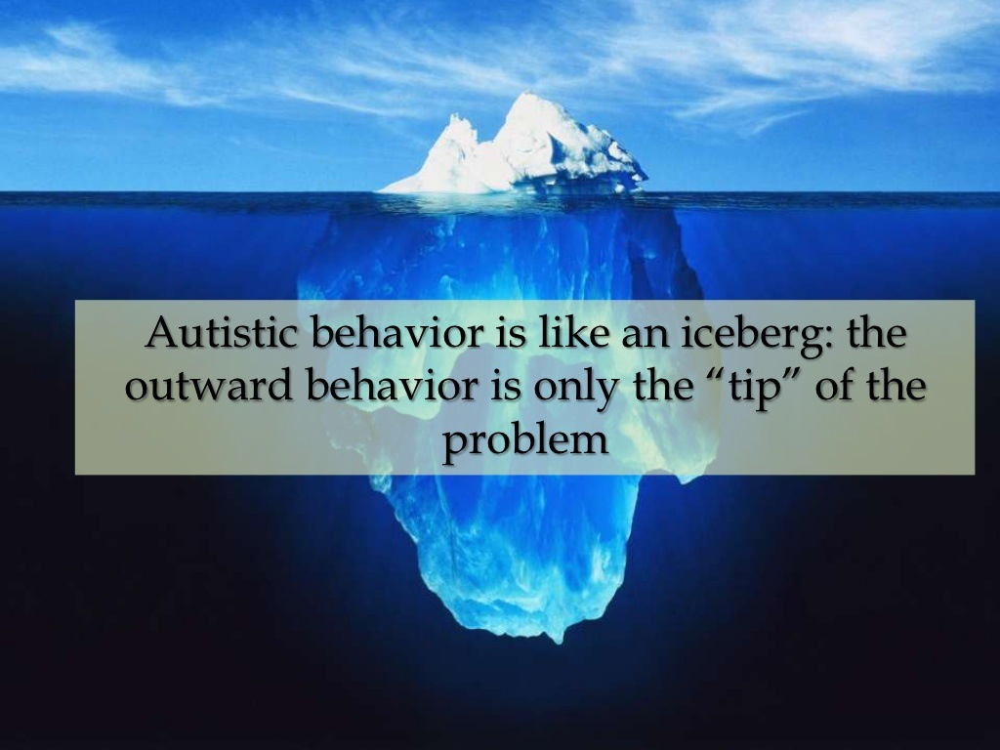 Autistic behavior is like an iceberg: the
outward behavior is only the “tip” of the
problem